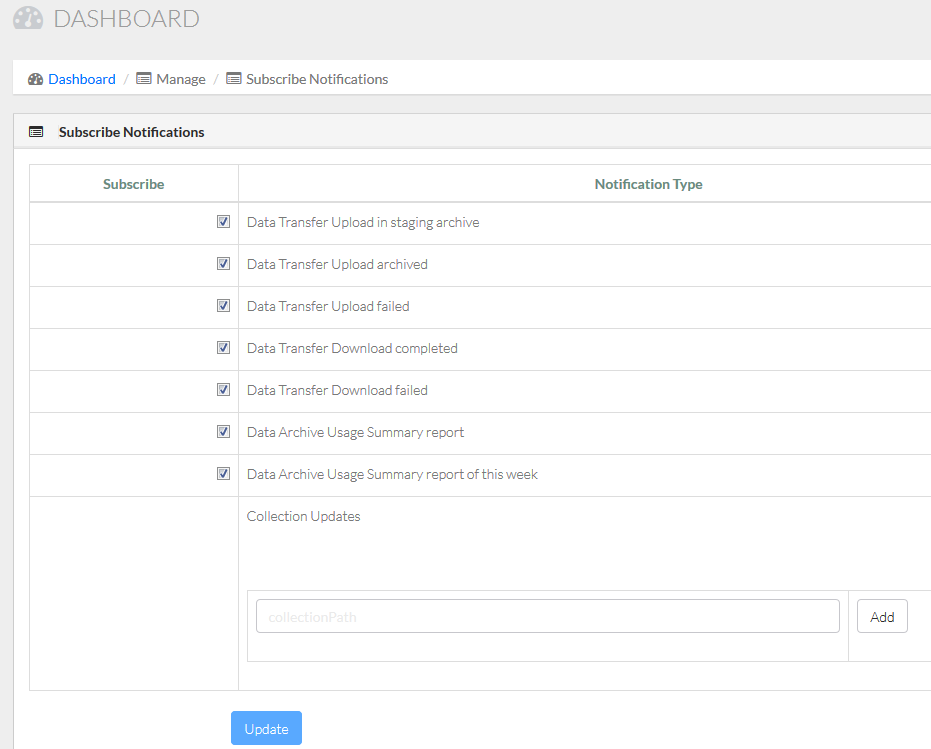 DASHBOARD
Dashboard / Manage / Subscribe Notifications
Subscribe Notifications
Subscribe Notification Type
Data Transfer Upload in staging archive
Data Transfer Upload archived
Data Transfer Upload failed
Data Transfer Download completed
Data Transfer Download failed
Data Archive Usage Summary report
Data Archive Usage Summary report of this week
Collection Updates
collectionPath Add
Update